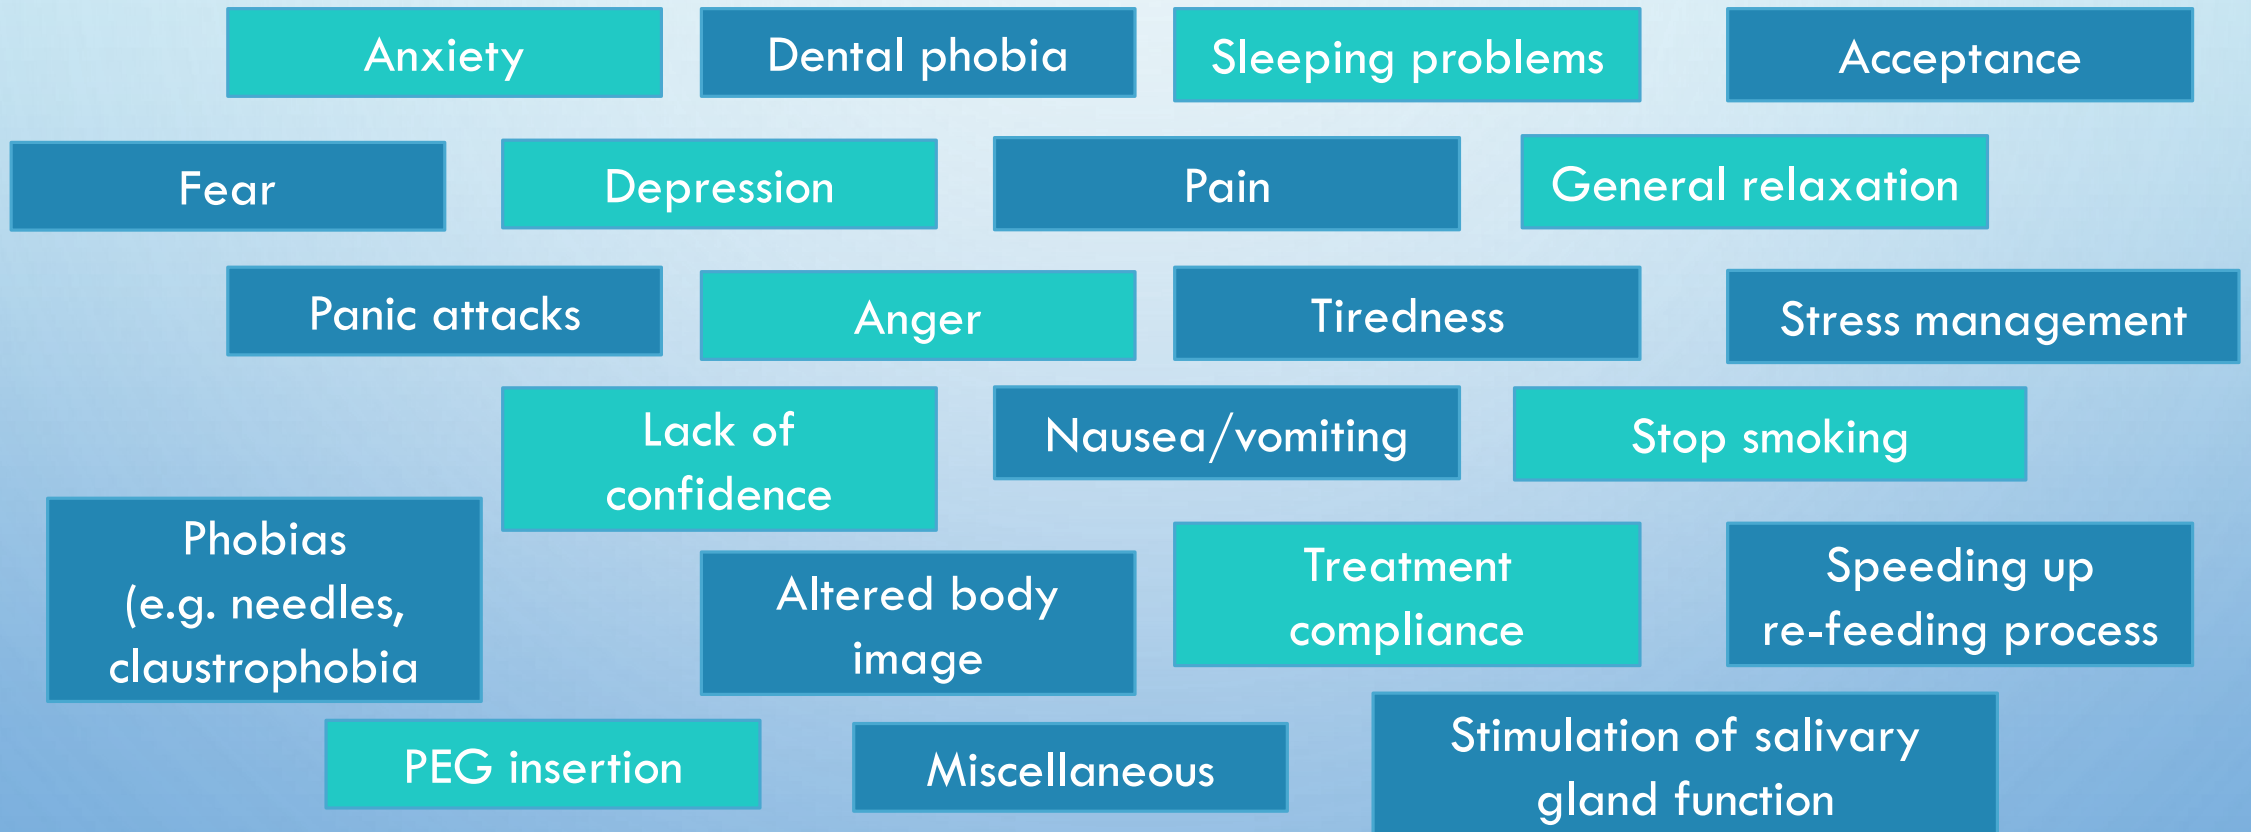 Anxiety
Dental phobia
Sleeping problems
Acceptance
Fear
Depression
Pain
General relaxation
Panic attacks
Anger
Tiredness
Stress management
Lack of
confidence
Nausea/vomiting
Stop smoking
Phobias
(e.g. needles,
claustrophobia
Altered body
image
Treatment
compliance
Speeding up
re-feeding process
PEG insertion
Miscellaneous
Stimulation of salivary
gland function